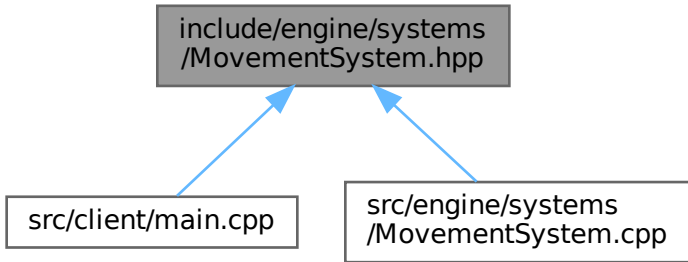 include/engine/systems
/MovementSystem.hpp
src/client/main.cpp
src/engine/systems
/MovementSystem.cpp